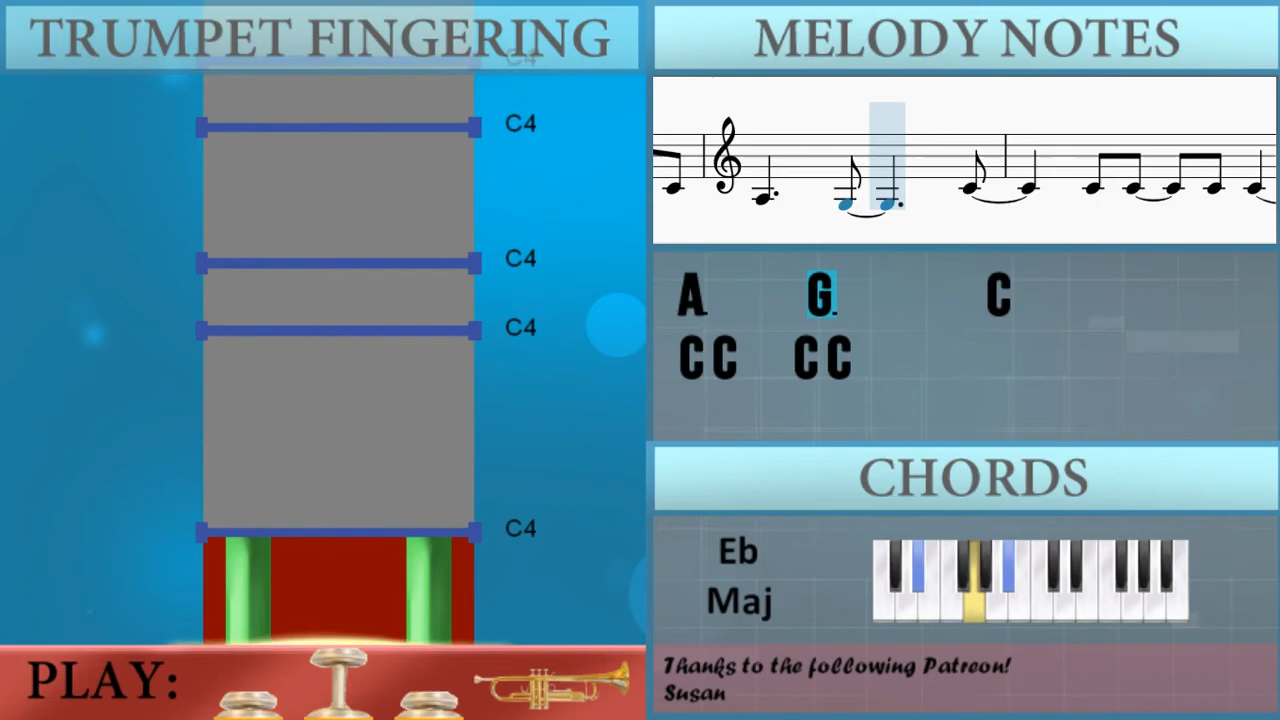 TRUMPET FINGERING
C4
C4
C4
C4
C4
PLAY:
MELODY NOTES
A. G. C
CC CC
CHORDS
Eb
Maj
Thanks to the following Patreon!
Susan